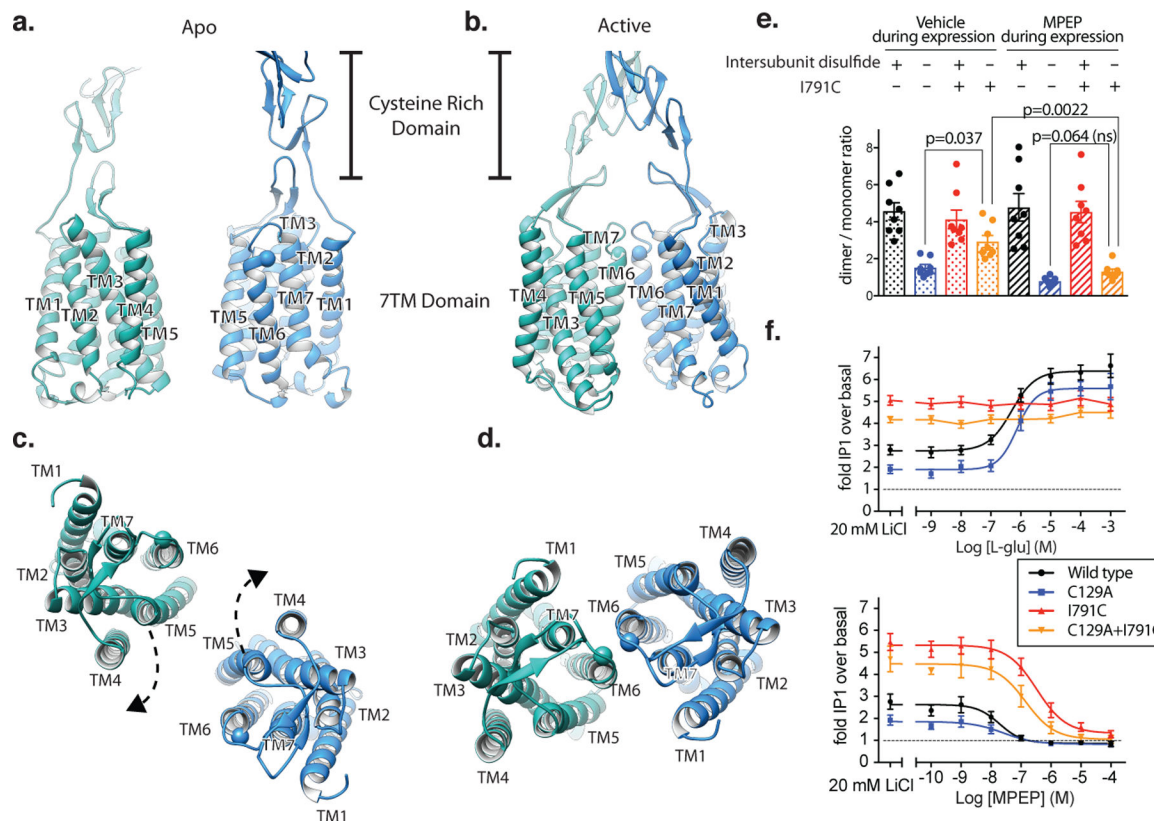 a.
Apo
b.
Active
Cysteine Rich
Domain
7TM Domain
TM3
TM2
TM3
TM1
TM2
TM4
TM5
TM7
TM1
TM5
TM6
TM7
TM3
TM6
TM2
TM4
TM5
TM6
TM1
TM3
TM7
c.
TM1
TM7
TM6
TM2
TM3
TM5
TM4
TM4
TM5
TM3
TM6
TM2
TM7
TM1
d.
TM4
TM1
TM5
TM6
TM3
TM7
TM2
TM7
TM2
TM3
TM6
TM5
TM1
TM4
e.
Vehicle
during expression
MPEP
during expression
Intersubunit disulfide + − + − + − + −
I791C − − + + − − + +
p=0.0022
p=0.037
p=0.064 (ns)
dimer / monomer ratio
8
6
4
2
0
f.
fold IP1 over basal
7
6
5
4
3
2
1
0
20 mM LiCl -9 -8 -7 -6 -5 -4 -3
Log [L-glu] (M)
Wild type
C129A
I791C
C129A+I791C
fold IP1 over basal
7
6
5
4
3
2
1
0
20 mM LiCl -10 -9 -8 -7 -6 -5 -4
Log [MPEP] (M)